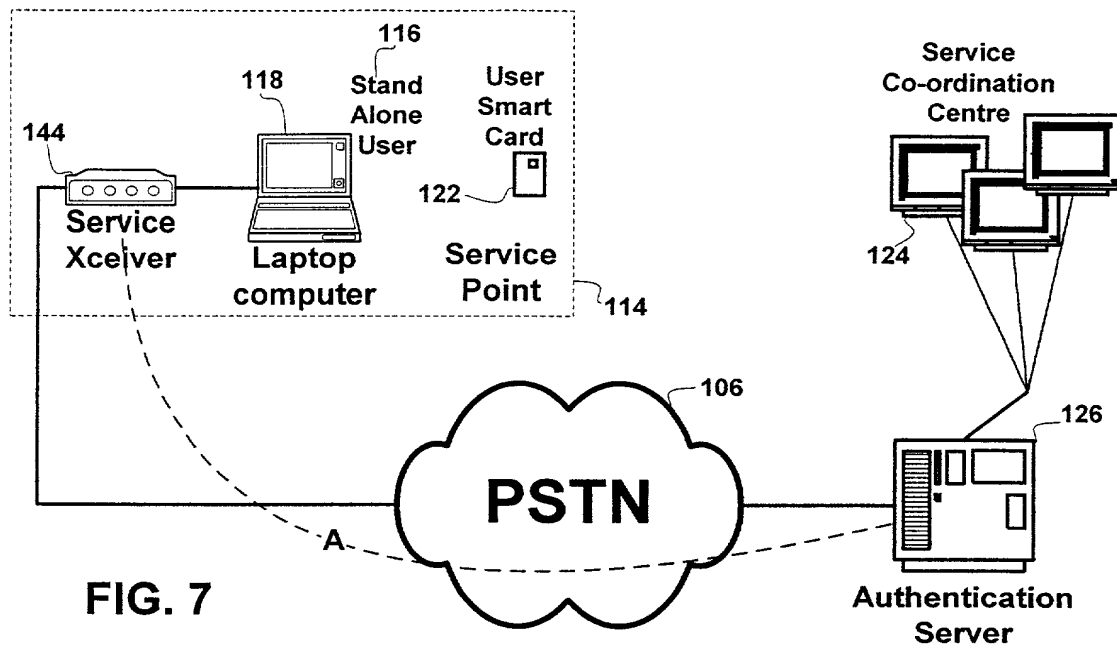 116
118
Stand
Alone
User
User
Smart
Card
144
122
Service
Xceiver
Laptop
computer
Service
Point
114
Service
Co-ordination
Centre
124
106
PSTN
126
A
FIG. 7
Authentication
Server